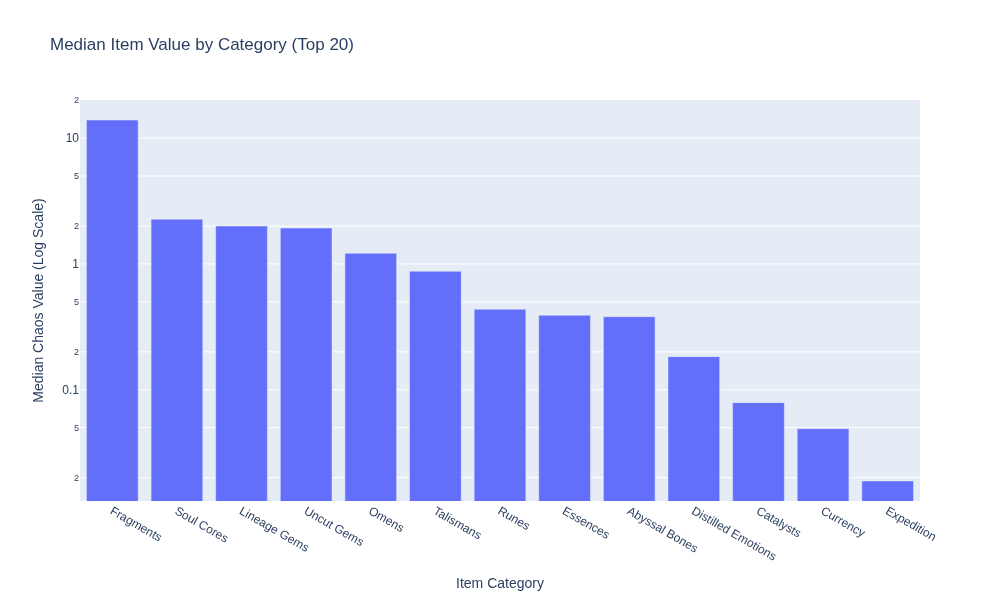 Median Item Value by Category (Top 20)
Median Chaos Value (Log Scale)
2
10
5
2
1
5
2
0.1
5
2
Fragments
Soul Cores
Lineage Gems
Uncut Gems
Omens
Talismans
Runes
Essences
Abyssal Bones
Distilled Emotions
Catalysts
Currency
Expedition
Item Category